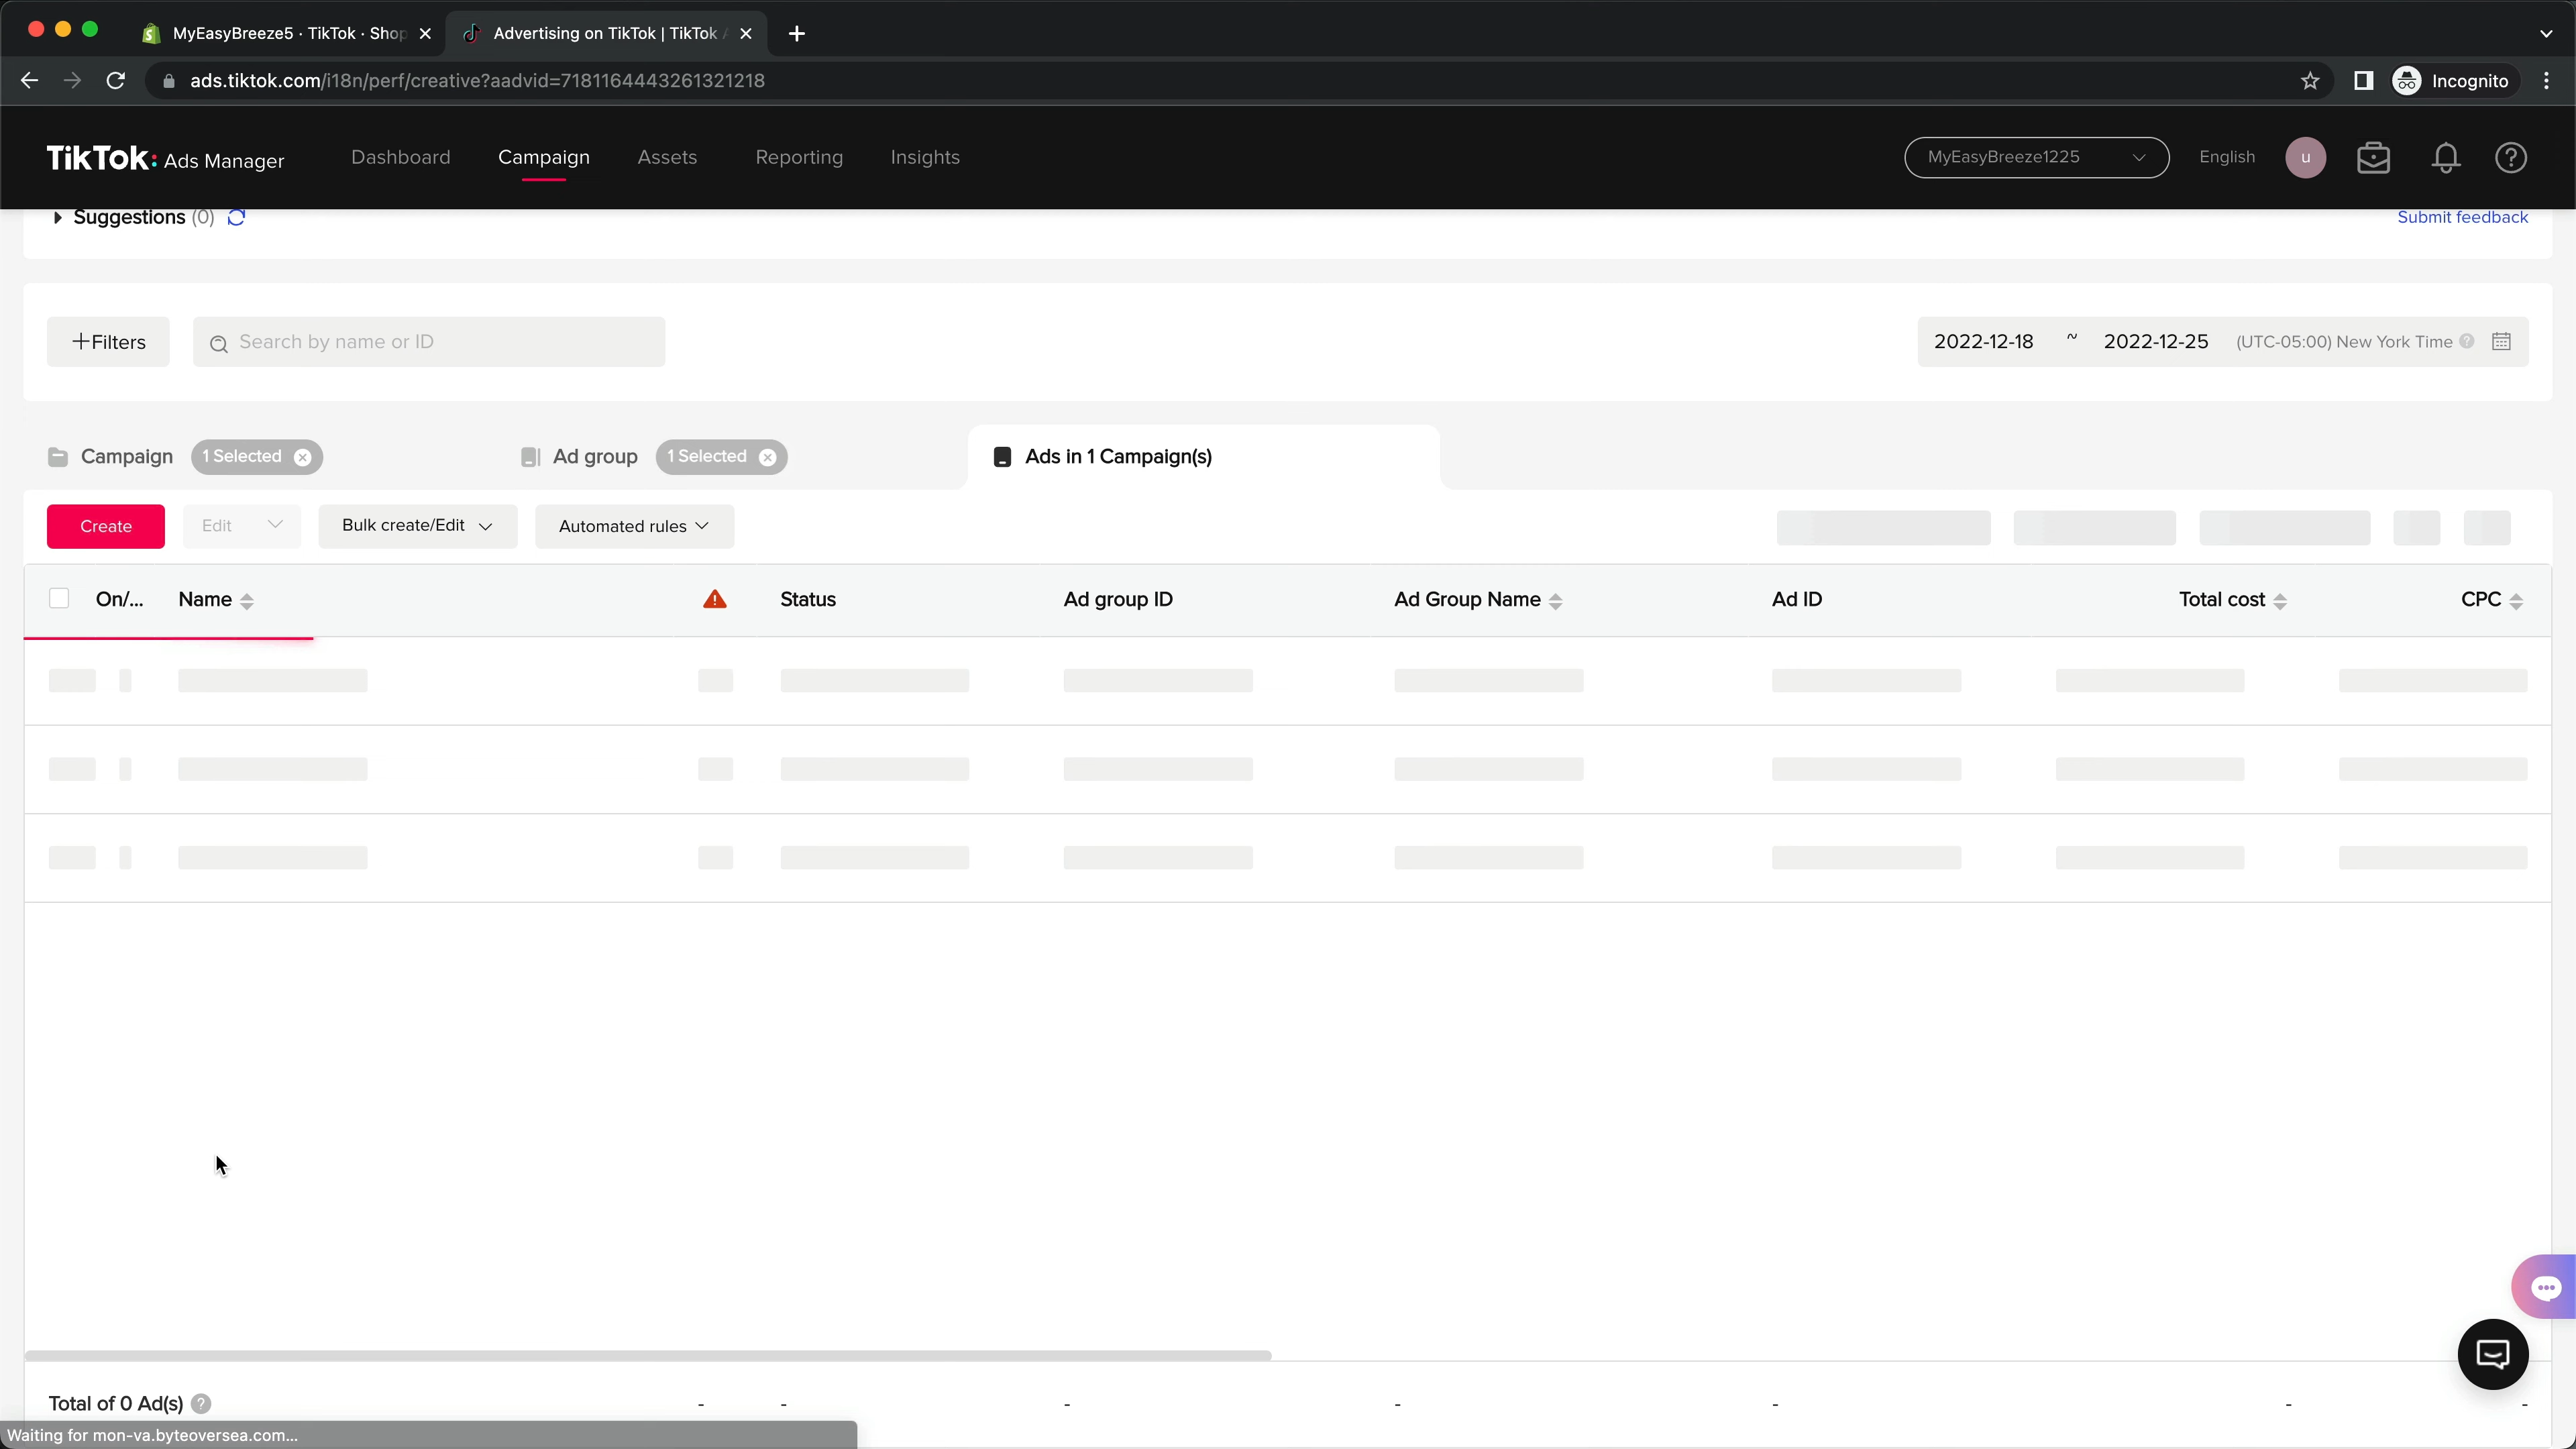 MyEasyBreeze5 · TikTok · Shop
Advertising on TikTok | TikTok A
ads.tiktok.com/i18n/perf/creative?aadvid=7181164443261321218
Incognito
TikTok: Ads Manager
Dashboard
Campaign
Assets
Reporting
Insights
MyEasyBreeze1225
English
u
Suggestions (0)
Submit feedback
+Filters
Search by name or ID
2022-12-18 ~ 2022-12-25 (UTC-05:00) New York Time
Campaign 1 Selected
Ad group 1 Selected
Ads in 1 Campaign(s)
Create
Edit
Bulk create/Edit
Automated rules
On/... Name Status Ad group ID Ad Group Name Ad ID Total cost CPC
Total of 0 Ad(s) - - - - - - -
Waiting for mon-va.byteoversea.com...